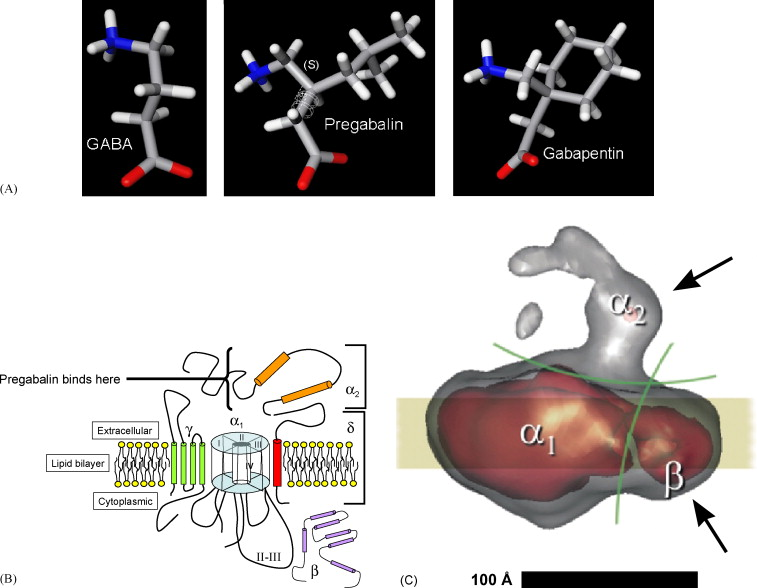 (S)
GABA
Pregabalin
Gabapentin
(A)
α2
Pregabalin binds here
α2
α1
γ
δ
Extracellular
I II III
IV
Lipid bilayer
Cytoplasmic
α1
β
II-III
β
(B)
(C) 100 Å